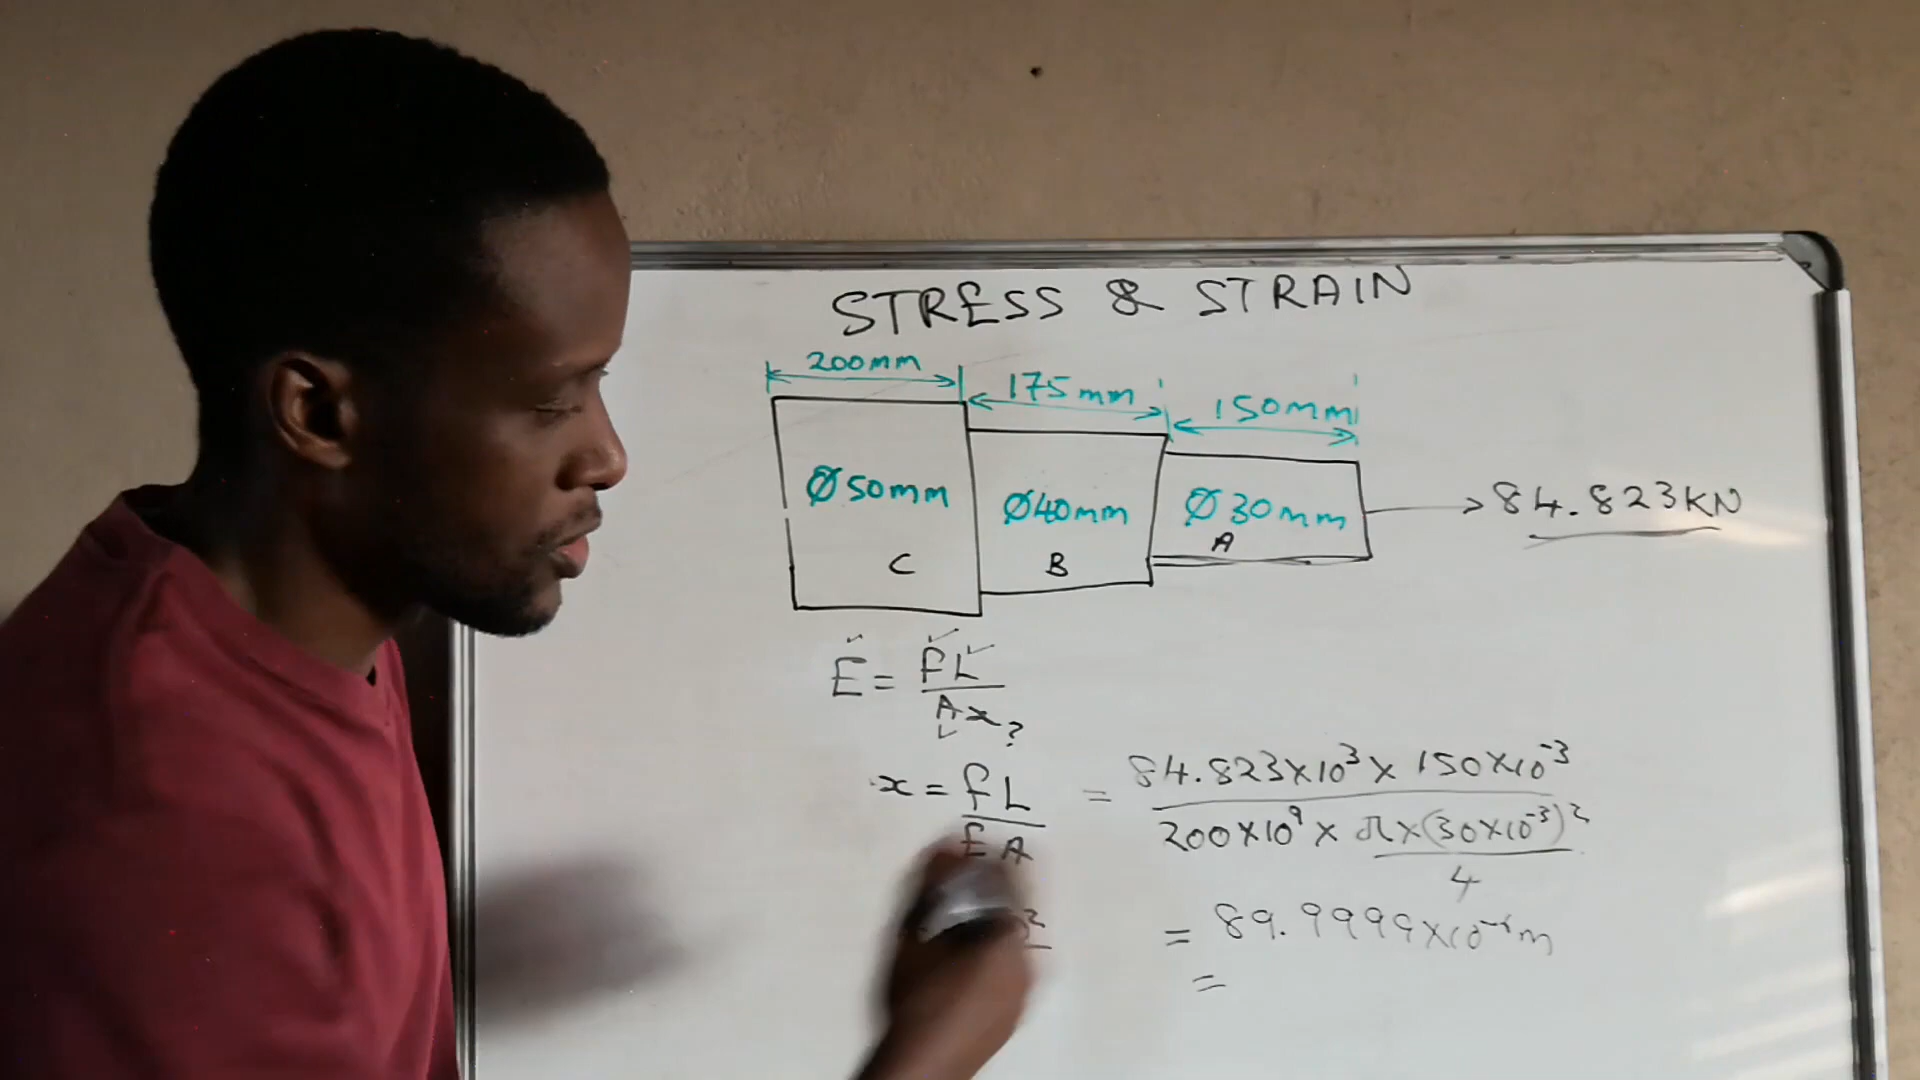 STRESS & STRAIN
200mm
175mm
150mm
Ø50mm
Ø40mm
Ø30mm
84.823KN
C
B
A
E = FL
Ax ?
x = FL = 84.823×10³ × 150×10⁻³
EA
200×10⁹ × π×(30×10⁻³)²
4
= 89.9999×10⁻⁶m
=